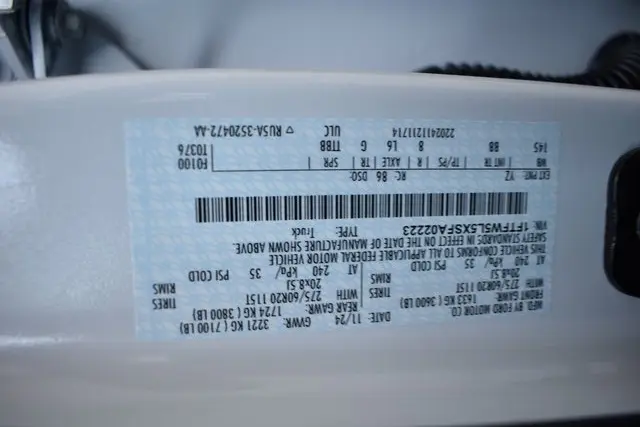 MFD. BY FORD MOTOR CO.
DATE: 11/24 GVWR: 3221 KG ( 7100 LB)
FRONT GAWR: 1633 KG ( 3600 LB) REAR GAWR: 1724 KG ( 3800 LB)
WITH 275/60R20 115T TIRES WITH 275/60R20 115T TIRES
20x8.5J RIMS 20x8.5J RIMS
AT 240 kPa/ 35 PSI COLD AT 240 kPa/ 35 PSI COLD
THIS VEHICLE CONFORMS TO ALL APPLICABLE FEDERAL MOTOR VEHICLE
SAFETY STANDARDS IN EFFECT ON THE DATE OF MANUFACTURE SHOWN ABOVE.
VIN: 1FTFW5L5XSFA02223 TYPE: Truck
EXT PNT: YZ RC: 86 DSO: F0100
WB INT TR TP/PS AXLE TR SPR T0376
145 BB 8 L6 G TTBB
22024112117​14 ULC ▽ RU5A-3520472-AA